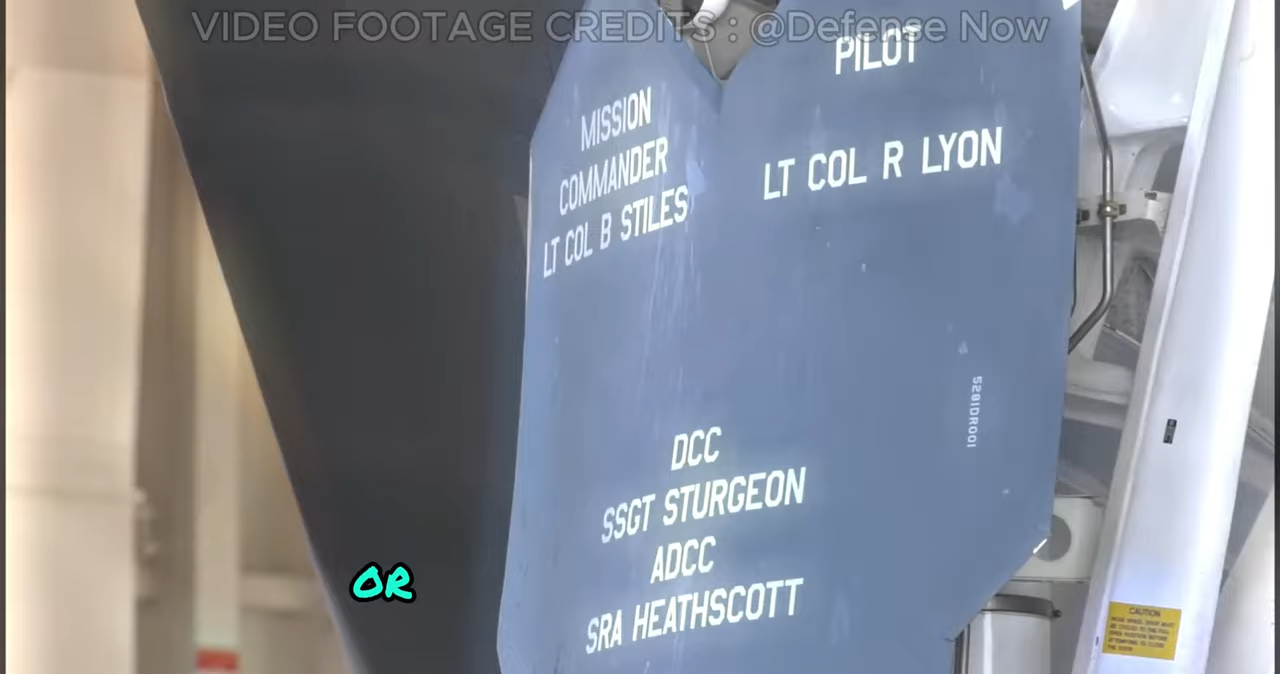 VIDEO FOOTAGE CREDITS : @Defense Now
PILOT
LT COL R LYON
MISSION
COMMANDER
LT COL B STILES
5281DR001
DCC
SSGT STURGEON
ADCC
SRA HEATHSCOTT
OR
CAUTION